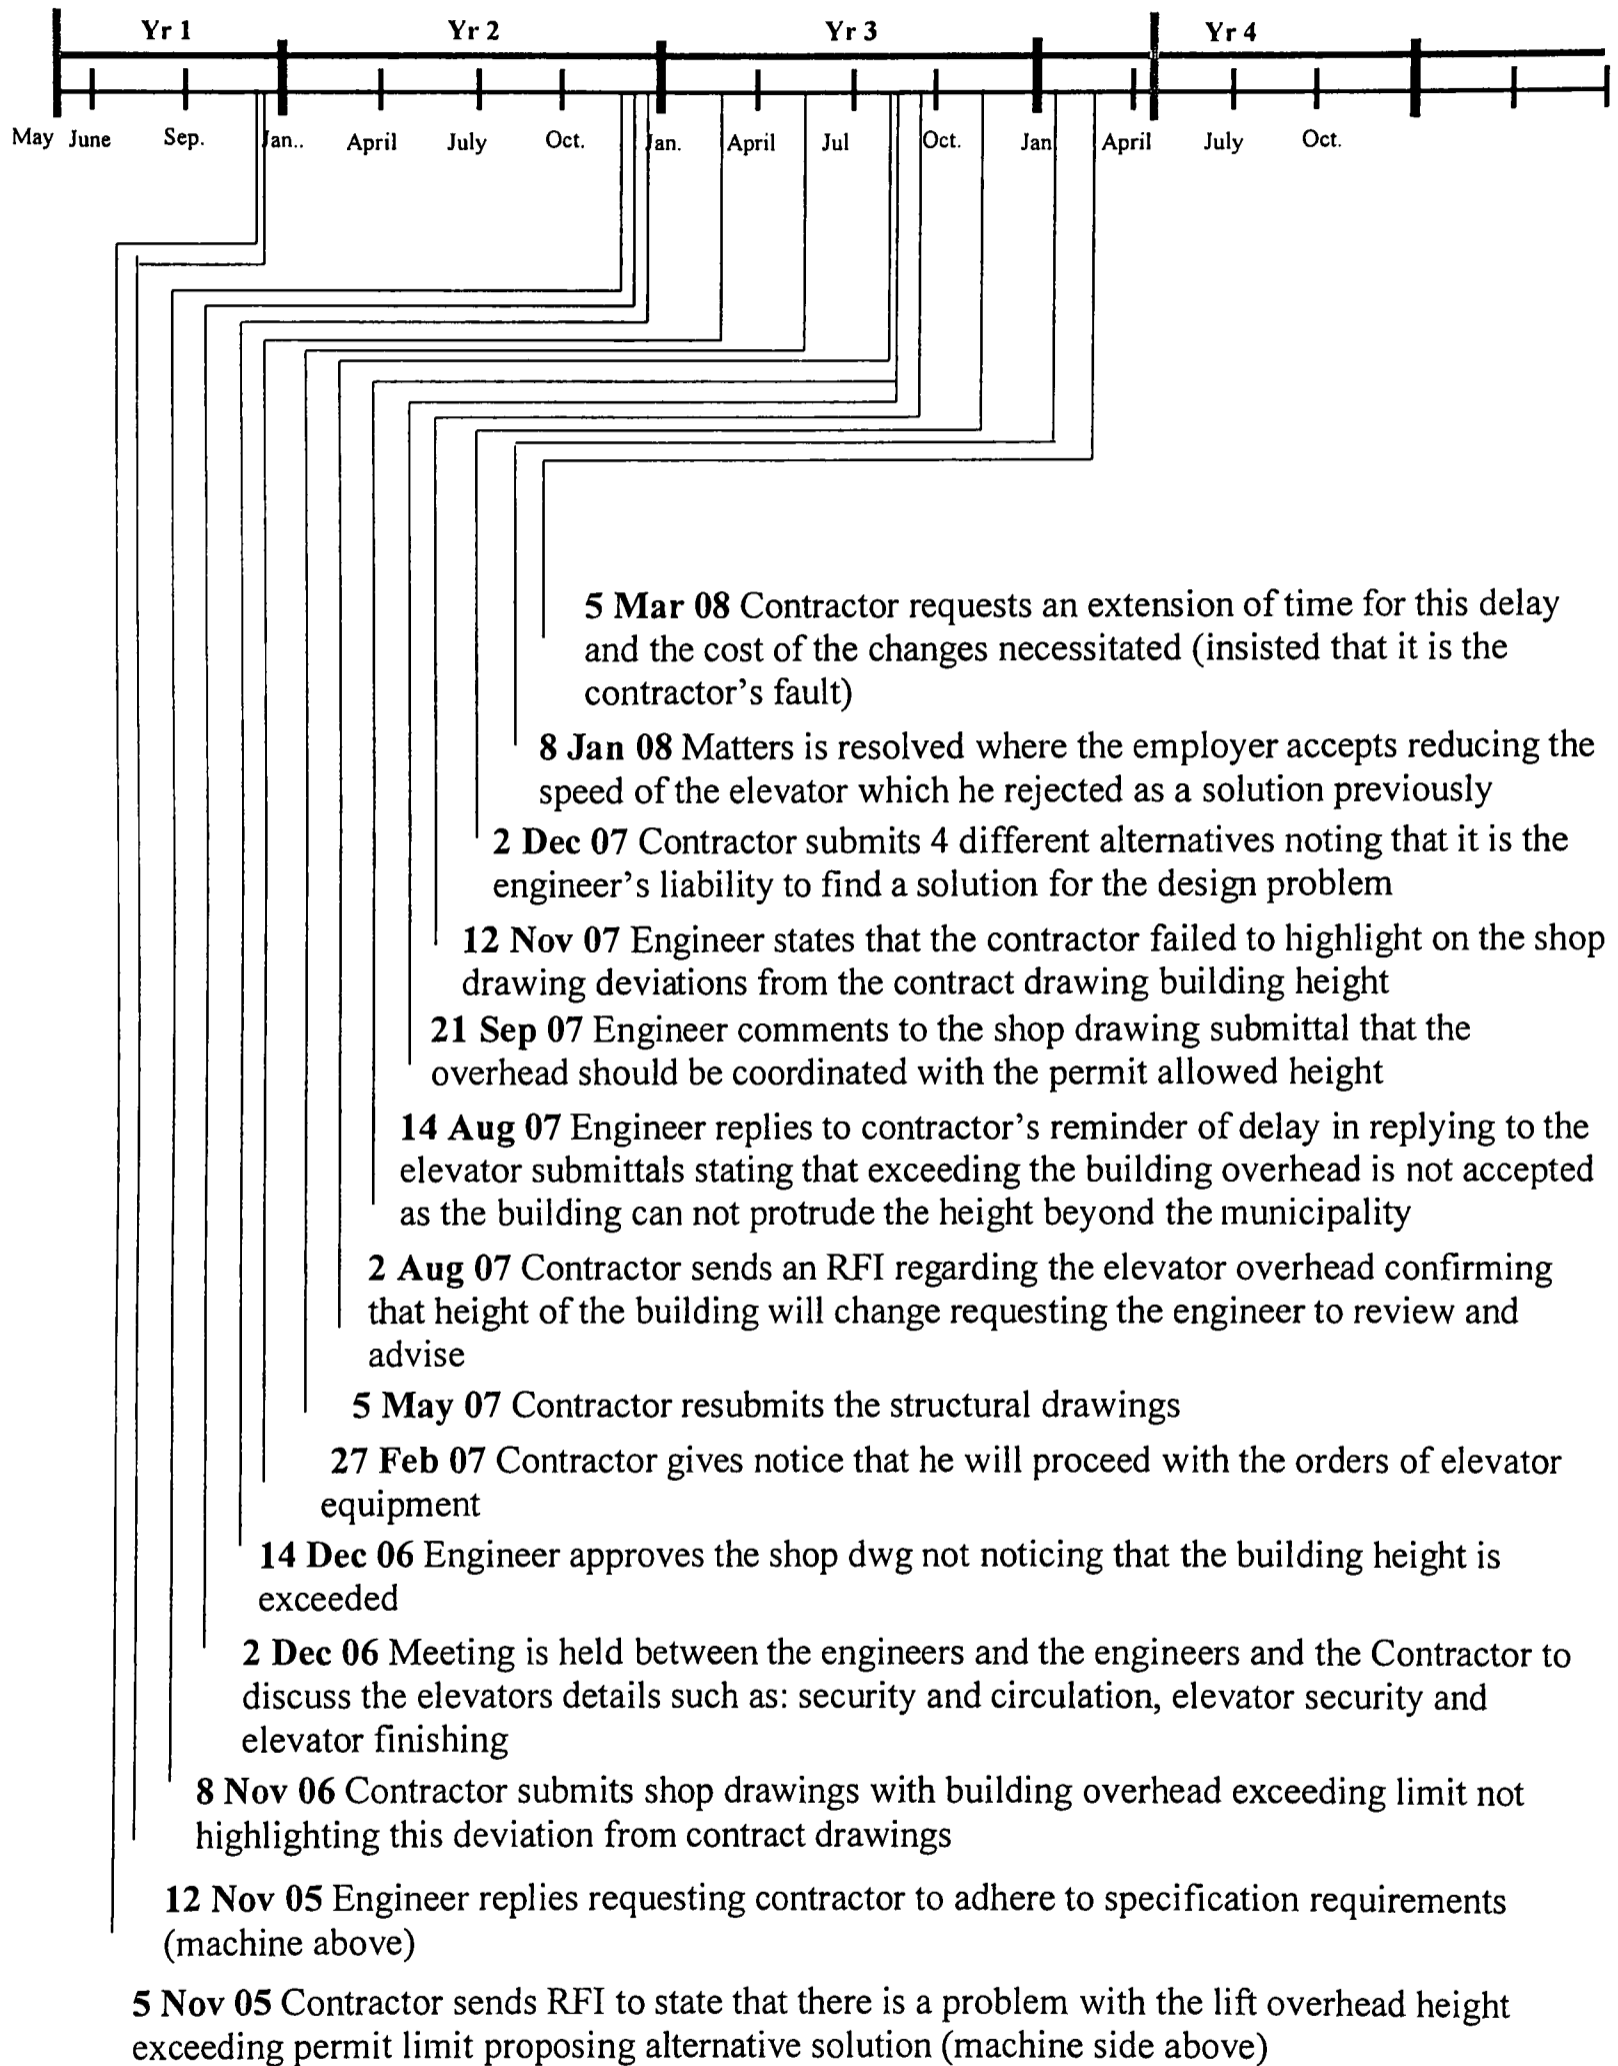 Yr 1 Yr 2 Yr 3 Yr 4
May June Sep. Jan.. April July Oct. Jan. April Jul Oct. Jan April July Oct.
5 Mar 08 Contractor requests an extension of time for this delay
and the cost of the changes necessitated (insisted that it is the
contractor's fault)
8 Jan 08 Matters is resolved where the employer accepts reducing the
speed of the elevator which he rejected as a solution previously
2 Dec 07 Contractor submits 4 different alternatives noting that it is the
engineer's liability to find a solution for the design problem
12 Nov 07 Engineer states that the contractor failed to highlight on the shop
drawing deviations from the contract drawing building height
21 Sep 07 Engineer comments to the shop drawing submittal that the
overhead should be coordinated with the permit allowed height
14 Aug 07 Engineer replies to contractor's reminder of delay in replying to the
elevator submittals stating that exceeding the building overhead is not accepted
as the building can not protrude the height beyond the municipality
2 Aug 07 Contractor sends an RFI regarding the elevator overhead confirming
that height of the building will change requesting the engineer to review and
advise
5 May 07 Contractor resubmits the structural drawings
27 Feb 07 Contractor gives notice that he will proceed with the orders of elevator
equipment
14 Dec 06 Engineer approves the shop dwg not noticing that the building height is
exceeded
2 Dec 06 Meeting is held between the engineers and the engineers and the Contractor to
discuss the elevators details such as: security and circulation, elevator security and
elevator finishing
8 Nov 06 Contractor submits shop drawings with building overhead exceeding limit not
highlighting this deviation from contract drawings
12 Nov 05 Engineer replies requesting contractor to adhere to specification requirements
(machine above)
5 Nov 05 Contractor sends RFI to state that there is a problem with the lift overhead height
exceeding permit limit proposing alternative solution (machine side above)